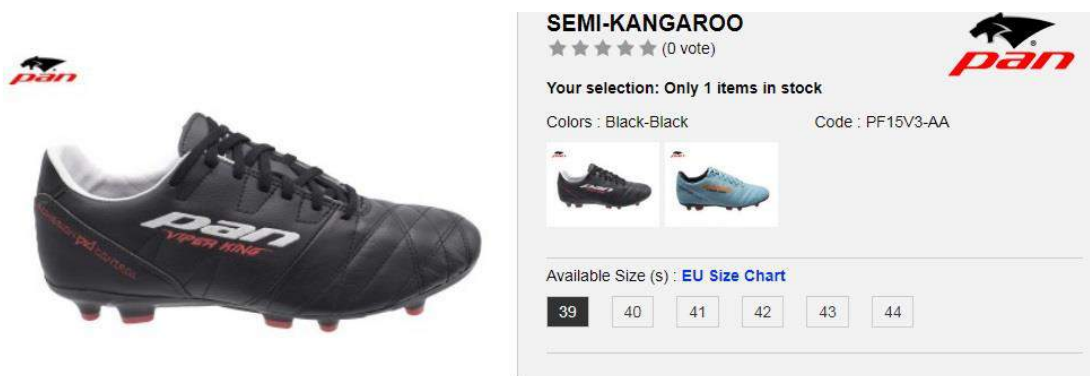 pan
pan
VIPER KING
SEMI-KANGAROO
(0 vote)
pan
Your selection: Only 1 items in stock
Colors : Black-Black
Code : PF15V3-AA
Available Size (s) : EU Size Chart
39 40 41 42 43 44